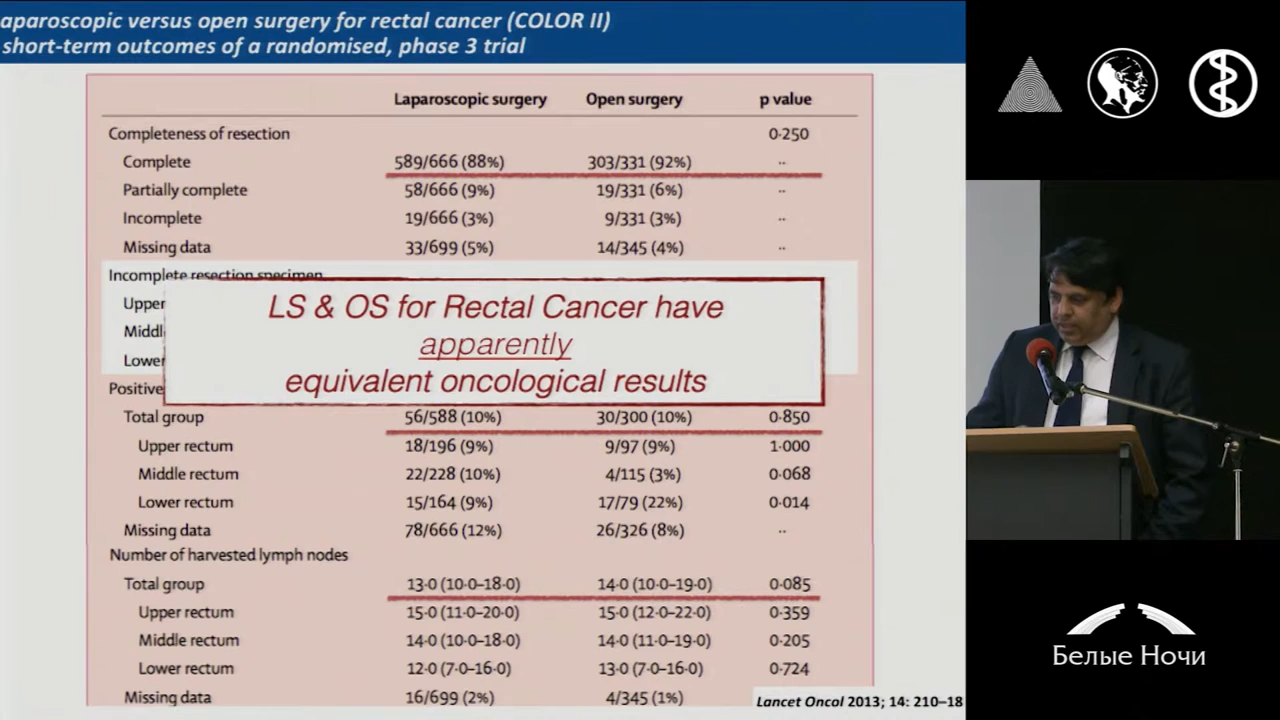 aparoscopic versus open surgery for rectal cancer (COLOR II)
short-term outcomes of a randomised, phase 3 trial
Laparoscopic surgery Open surgery p value
Completeness of resection 0·250
Complete 589/666 (88%) 303/331 (92%) ··
Partially complete 58/666 (9%) 19/331 (6%) ··
Incomplete 19/666 (3%) 9/331 (3%) ··
Missing data 33/699 (5%) 14/345 (4%) ··
Incomplete resection specimen
Upper
Middl
Lower
LS & OS for Rectal Cancer have
apparently
equivalent oncological results
Positive
Total group 56/588 (10%) 30/300 (10%) 0·850
Upper rectum 18/196 (9%) 9/97 (9%) 1·000
Middle rectum 22/228 (10%) 4/115 (3%) 0·068
Lower rectum 15/164 (9%) 17/79 (22%) 0·014
Missing data 78/666 (12%) 26/326 (8%) ··
Number of harvested lymph nodes
Total group 13·0 (10·0–18·0) 14·0 (10·0–19·0) 0·085
Upper rectum 15·0 (11·0–20·0) 15·0 (12·0–22·0) 0·359
Middle rectum 14·0 (10·0–18·0) 14·0 (11·0–19·0) 0·205
Lower rectum 12·0 (7·0–16·0) 13·0 (7·0–16·0) 0·724
Missing data 16/699 (2%) 4/345 (1%)
Lancet Oncol 2013; 14: 210–18
Белые Ночи